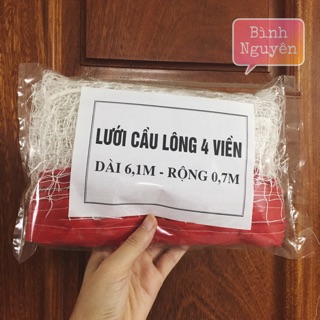 Bình
Nguyên
LƯỚI CẦU LÔNG 4 VIỀN
DÀI 6,1M - RỘNG 0,7M